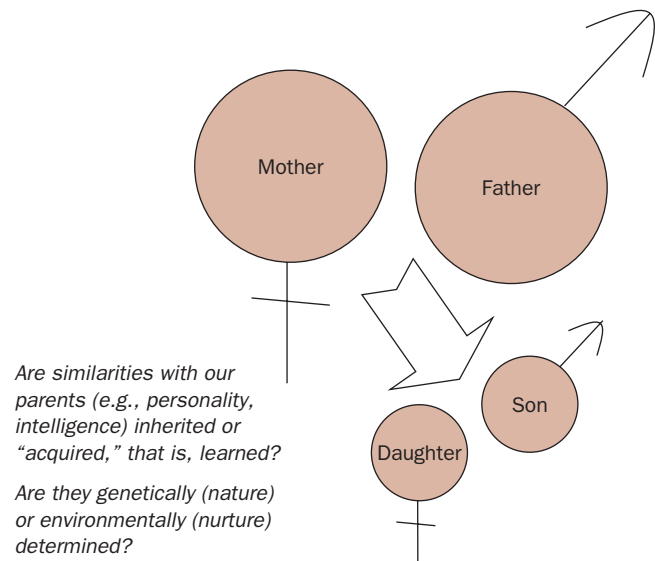 Mother
Father
Are similarities with our
parents (e.g., personality,
intelligence) inherited or
“acquired,” that is, learned?
Are they genetically (nature)
or environmentally (nurture)
determined?
Son
Daughter